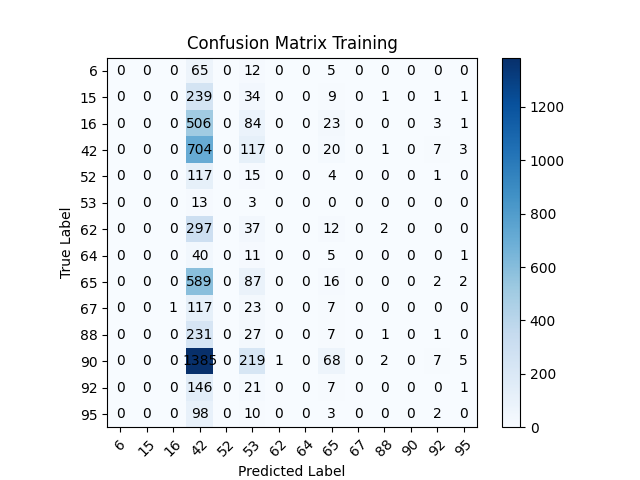 Confusion Matrix Training
6 0 0 0 65 0 12 0 0 5 0 0 0 0 0
15 0 0 0 239 0 34 0 0 9 0 1 0 1 1
16 0 0 0 506 0 84 0 0 23 0 0 0 3 1
42 0 0 0 704 0 117 0 0 20 0 1 0 7 3
52 0 0 0 117 0 15 0 0 4 0 0 0 1 0
53 0 0 0 13 0 3 0 0 0 0 0 0 0 0
62 0 0 0 297 0 37 0 0 12 0 2 0 0 0
64 0 0 0 40 0 11 0 0 5 0 0 0 0 1
65 0 0 0 589 0 87 0 0 16 0 0 0 2 2
67 0 0 1 117 0 23 0 0 7 0 0 0 0 0
88 0 0 0 231 0 27 0 0 7 0 1 0 1 0
90 0 0 0 1385 0 219 1 0 68 0 2 0 7 5
92 0 0 0 146 0 21 0 0 7 0 0 0 0 1
95 0 0 0 98 0 10 0 0 3 0 0 0 2 0
6 15 16 42 52 53 62 64 65 67 88 90 92 95
Predicted Label
True Label
1200
1000
800
600
400
200
0